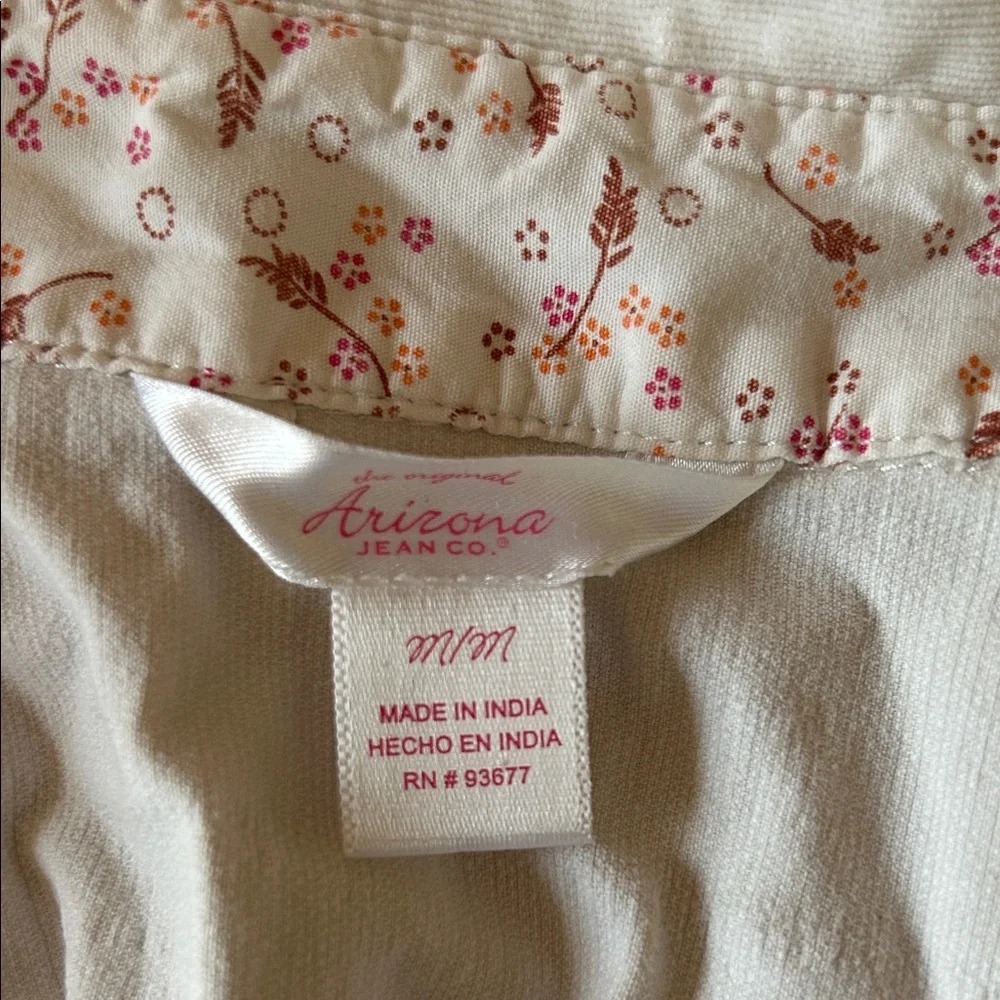 the original
Arizona
JEAN CO.®
M/M
MADE IN INDIA
HECHO EN INDIA
RN # 93677